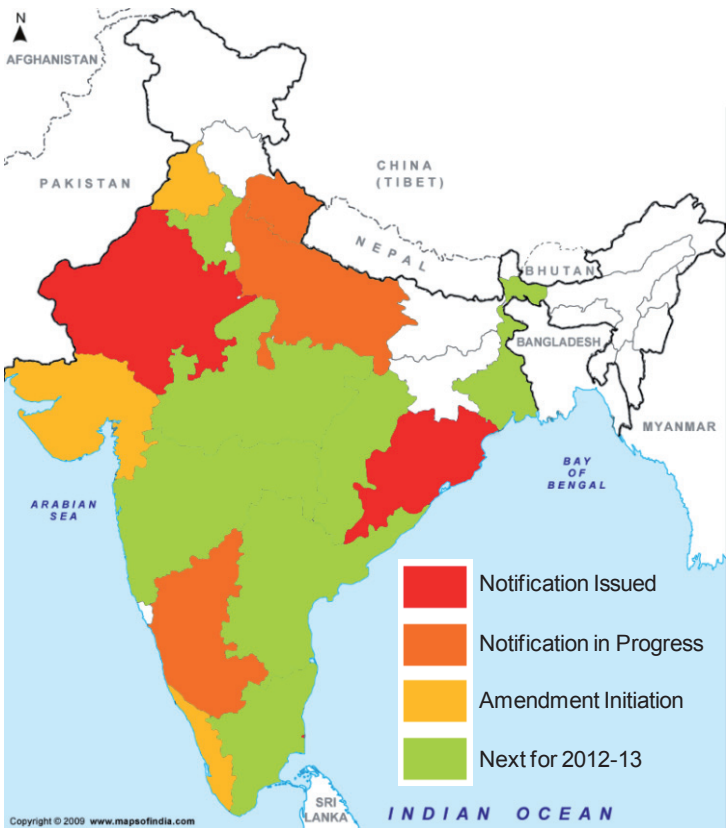 N
AFGHANISTAN
PAKISTAN
CHINA
(TIBET)
NEPAL
BHUTAN
BANGLADESH
MYANMAR
ARABIAN
SEA
BAY
OF
BENGAL
Notification Issued
Notification in Progress
Amendment Initiation
Next for 2012-13
SRI
LANKA
INDIAN OCEAN
Copyright © 2009 www.mapsofindia.com